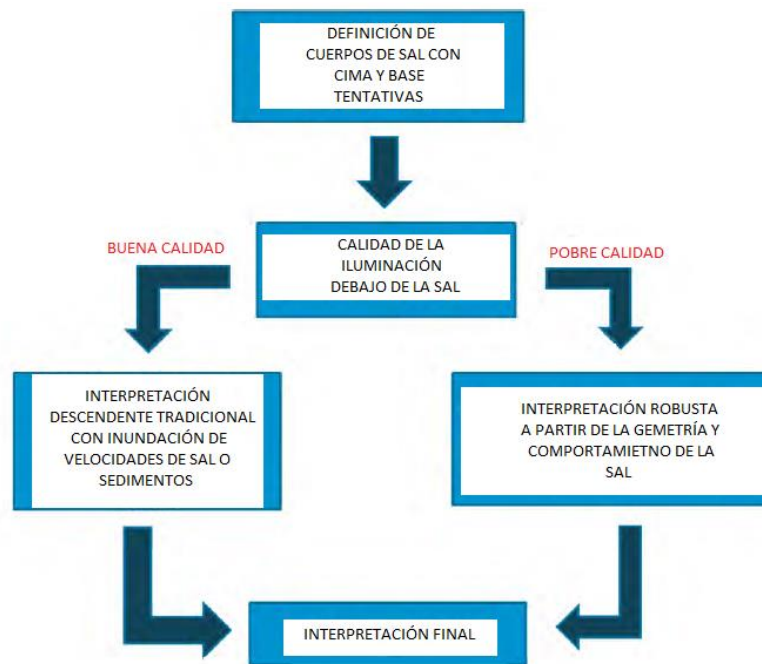 DEFINICIÓN DE
CUERPOS DE SAL CON
CIMA Y BASE
TENTATIVAS
BUENA CALIDAD
CALIDAD DE LA
ILUMINACIÓN
DEBAJO DE LA SAL
POBRE CALIDAD
INTERPRETACIÓN
DESCENDENTE TRADICIONAL
CON INUNDACIÓN DE
VELOCIDADES DE SAL O
SEDIMENTOS
INTERPRETACIÓN ROBUSTA
A PARTIR DE LA GEMETRÍA Y
COMPORTAMIETNO DE LA
SAL
INTERPRETACIÓN FINAL